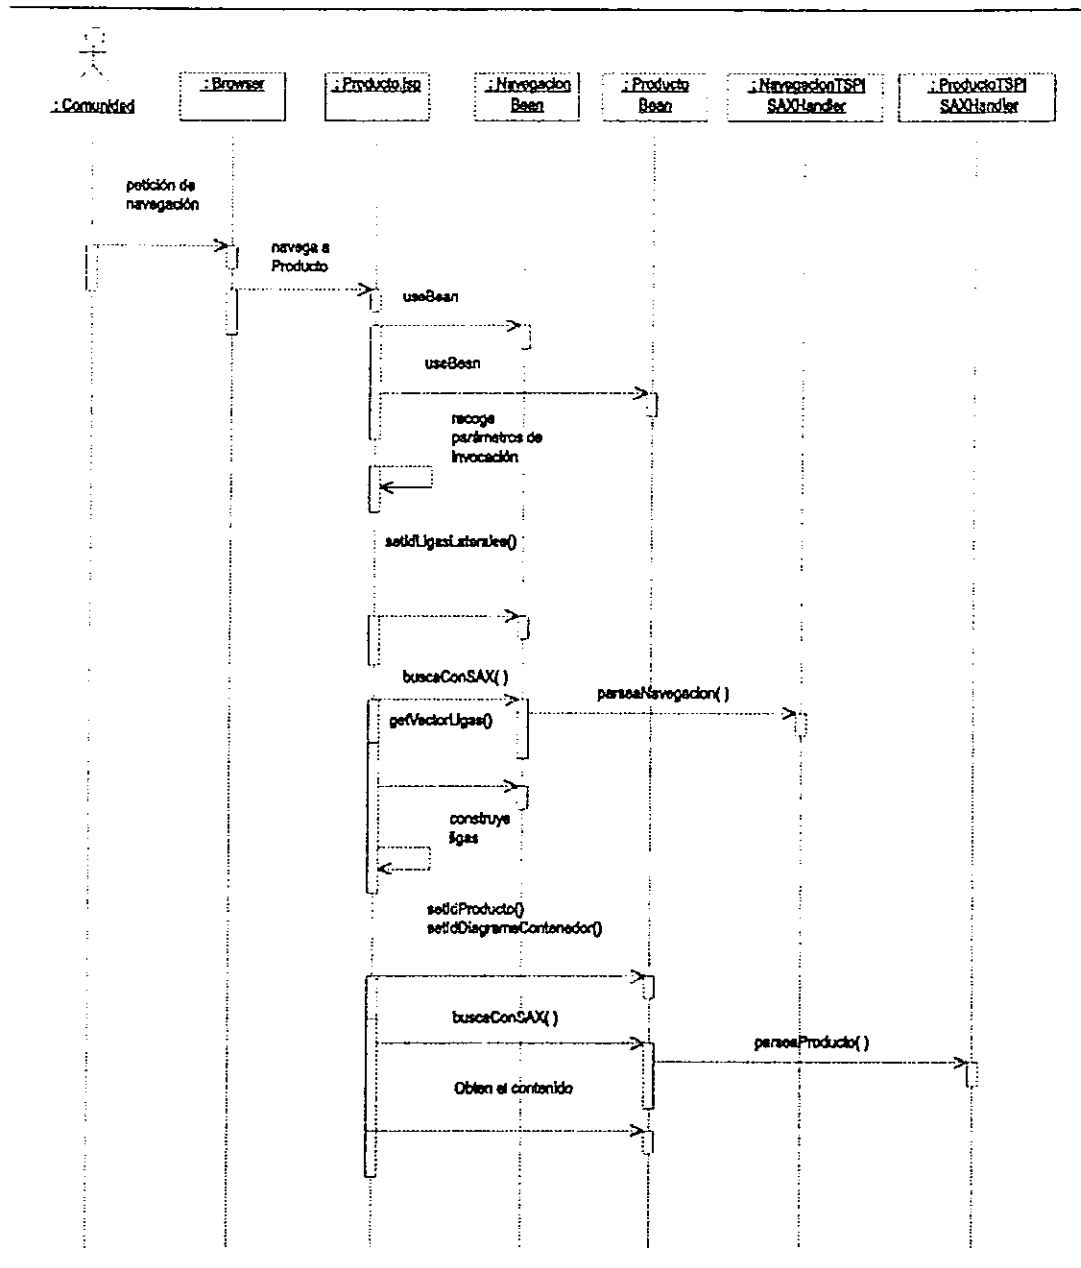 : Comunidad
: Browser
: Producto.jsp
: Navegacion
Bean
: Producto
Bean
: NavegacionTSPI
SAXHandler
: ProductoTSPI
SAXHandler
petición de
navegación
navega a
Producto
useBean
useBean
recoge
parámetros de
invocación
setIdLigasLaterales()
buscaConSAX( )
parseaNavegacion( )
getVectorLigas()
construye
ligas
setIdProducto()
setIdDiagramaContenedor()
buscaConSAX( )
parseaProducto( )
Obten el contenido